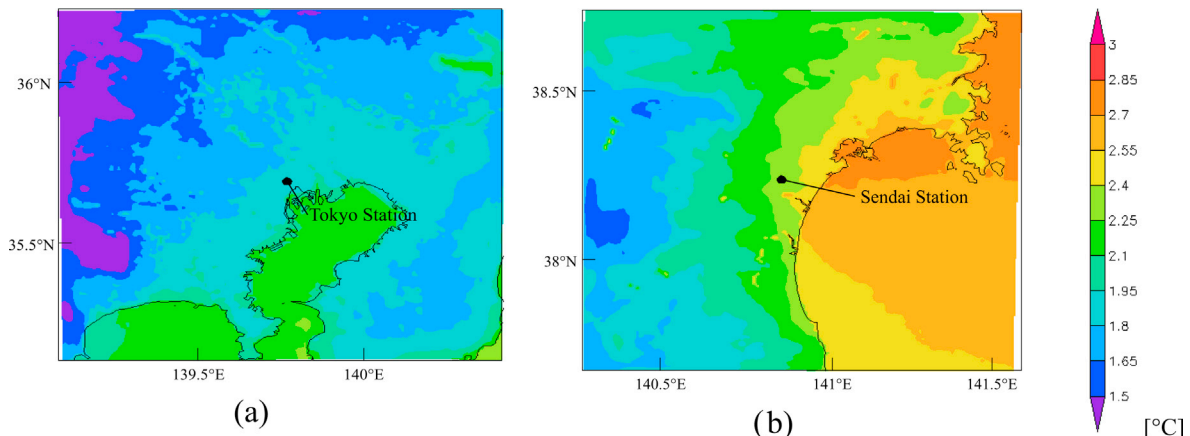 36°N
35.5°N
Tokyo Station
139.5°E 140°E
(a)
38.5°N
38°N
Sendai Station
140.5°E 141°E 141.5°E
(b)
3
2.85
2.7
2.55
2.4
2.25
2.1
1.95
1.8
1.65
1.5
[°C]